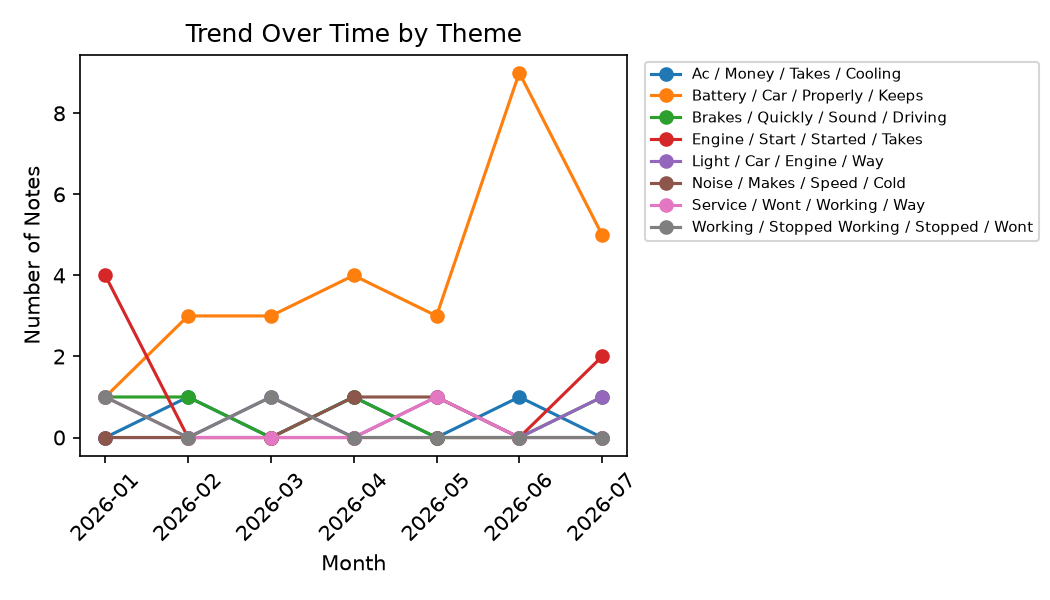 Trend Over Time by Theme
Number of Notes
8
6
4
2
0
2026-01
2026-02
2026-03
2026-04
2026-05
2026-06
2026-07
Month
Ac / Money / Takes / Cooling
Battery / Car / Properly / Keeps
Brakes / Quickly / Sound / Driving
Engine / Start / Started / Takes
Light / Car / Engine / Way
Noise / Makes / Speed / Cold
Service / Wont / Working / Way
Working / Stopped Working / Stopped / Wont